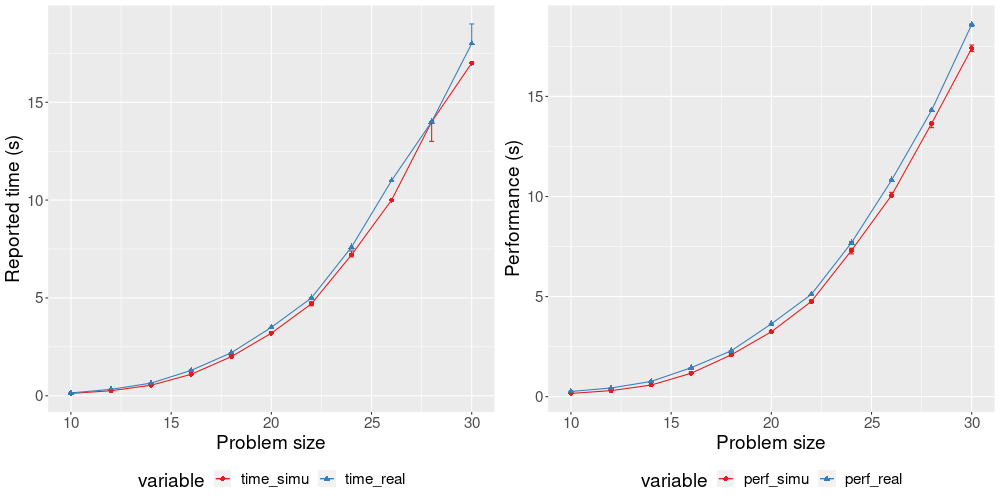 Reported time (s)
15
10
5
0
10 15 20 25 30
Problem size
variable time_simu time_real
Performance (s)
15
10
5
0
10 15 20 25 30
Problem size
variable perf_simu perf_real